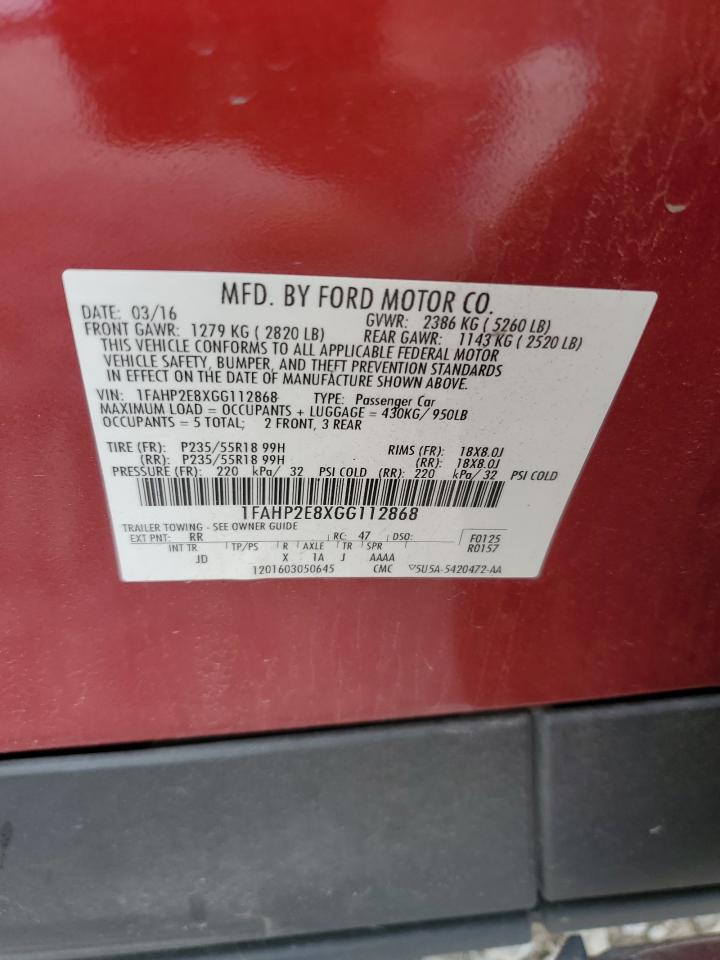 MFD. BY FORD MOTOR CO.
DATE: 03/16 GVWR: 2386 KG ( 5260 LB)
FRONT GAWR: 1279 KG ( 2820 LB) REAR GAWR: 1143 KG ( 2520 LB)
THIS VEHICLE CONFORMS TO ALL APPLICABLE FEDERAL MOTOR
VEHICLE SAFETY, BUMPER, AND THEFT PREVENTION STANDARDS
IN EFFECT ON THE DATE OF MANUFACTURE SHOWN ABOVE.
VIN: 1FAHP2E8XGG112868 TYPE: Passenger Car
MAXIMUM LOAD = OCCUPANTS + LUGGAGE = 430KG/ 950LB
OCCUPANTS = 5 TOTAL; 2 FRONT, 3 REAR
TIRE (FR): P235/55R18 99H RIMS (FR): 18X8.0J
(RR): P235/55R18 99H (RR): 18X8.0J
PRESSURE (FR): 220 kPa/ 32 PSI COLD (RR): 220 kPa/ 32 PSI COLD
1FAHP2E8XGG112868
TRAILER TOWING - SEE OWNER GUIDE
EXT PNT: RR RC: 47 DSO: F0125
INT TR TP/PS R AXLE TR SPR R0157
JD X 1A J AAAA
1201603050645 CMC 5U5A-5420472-AA